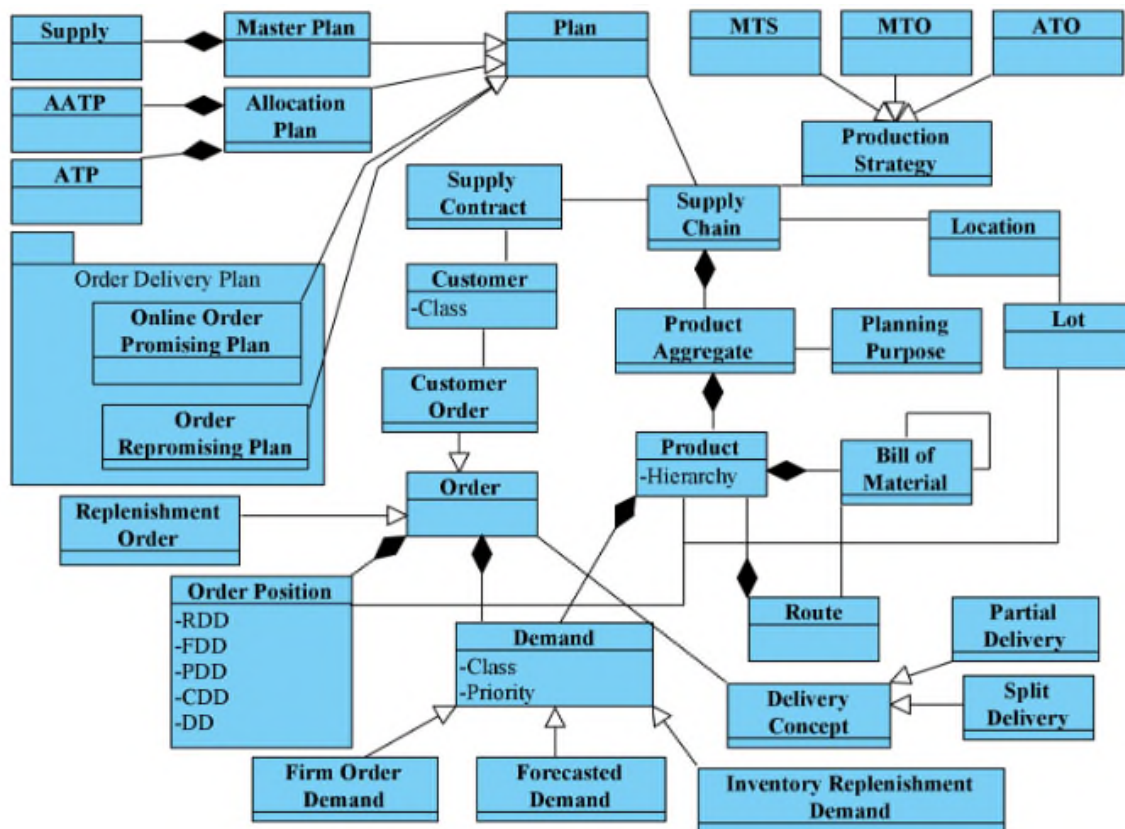 Supply
Master Plan
Plan
MTS
MTO
ATO
AATP
Allocation
Plan
ATP
Production
Strategy
Supply
Contract
Supply
Chain
Location
Order Delivery Plan
Online Order
Promising Plan
Customer
-Class
Product
Aggregate
Planning
Purpose
Lot
Customer
Order
Order
Repromising Plan
Product
-Hierarchy
Bill of
Material
Order
Replenishment
Order
Order Position
-RDD
-FDD
-PDD
-CDD
-DD
Demand
-Class
-Priority
Route
Partial
Delivery
Delivery
Concept
Split
Delivery
Firm Order
Demand
Forecasted
Demand
Inventory Replenishment
Demand